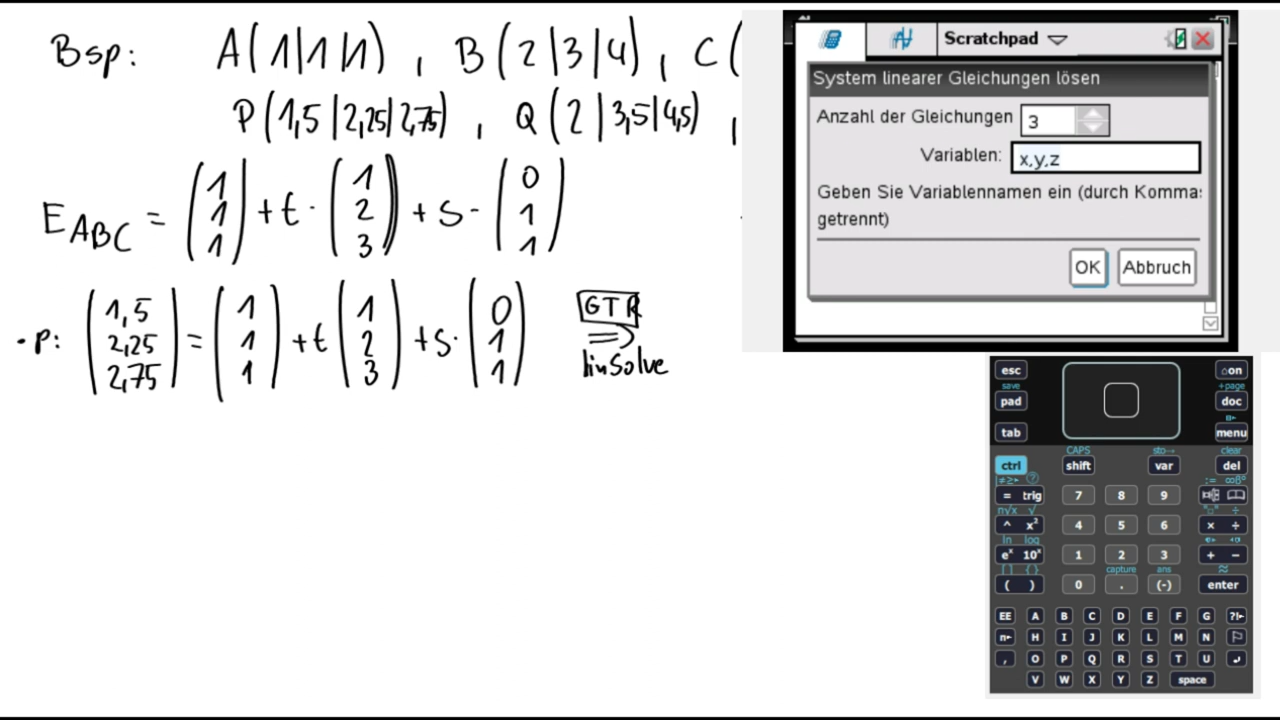 Bsp: A(1|1|1) , B(2|3|4) , C(
P(1,5|2,25|2,75) , Q(2|3,5|4,5) ,
E_ABC = (1 1 1) + t · (1 2 3) + s · (0 1 1)
· P: (1,5 2,25 2,75) = (1 1 1) + t (1 2 3) + s · (0 1 1) GTR ⇒ linSolve
Scratchpad
System linearer Gleichungen lösen
Anzahl der Gleichungen 3
Variablen: x,y,z
Geben Sie Variablennamen ein (durch Kommas
getrennt)
OK Abbruch
esc on
save +page
pad doc
tab menu
CAPS sto→ clear
ctrl shift var del
= trig 7 8 9
^ x² 4 5 6 × ÷
ln log
eˣ 10ˣ 1 2 3 + −
[] {} capture ans ≈
( ) 0 . (-) enter
EE A B C D E F G ?!▸
π▸ H I J K L M N
, O P Q R S T U
V W X Y Z space